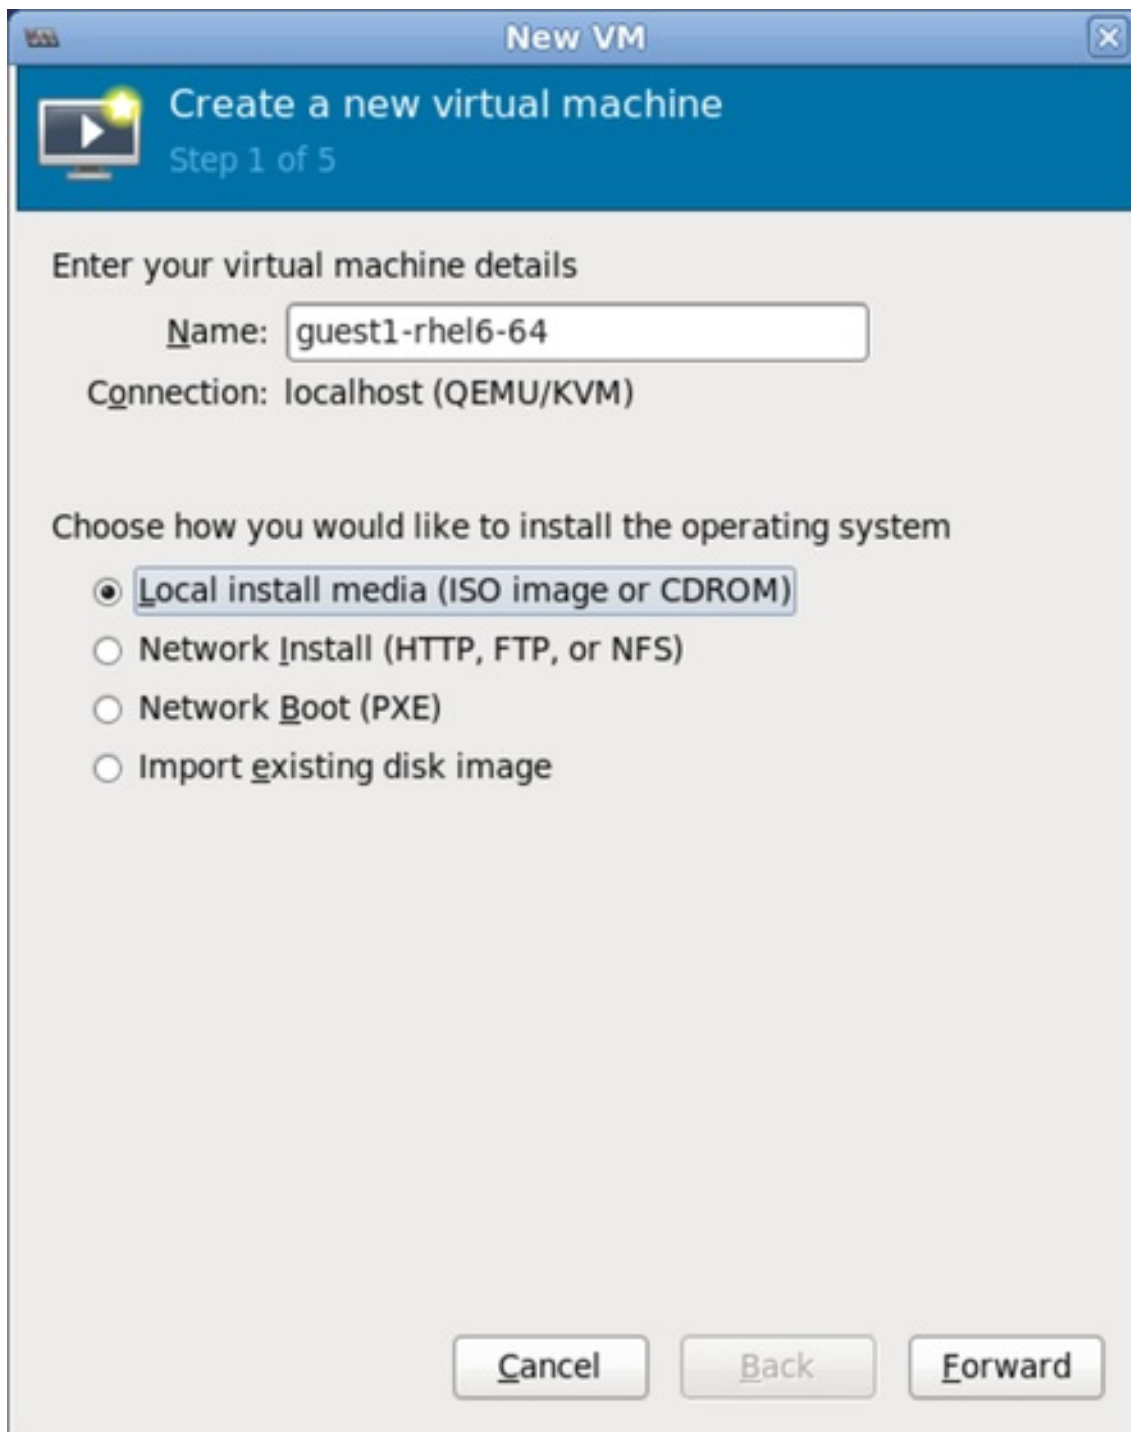 New VM
Create a new virtual machine
Step 1 of 5
Enter your virtual machine details
Name: guest1-rhel6-64
Connection: localhost (QEMU/KVM)
Choose how you would like to install the operating system
Local install media (ISO image or CDROM)
Network Install (HTTP, FTP, or NFS)
Network Boot (PXE)
Import existing disk image
Cancel Back Forward